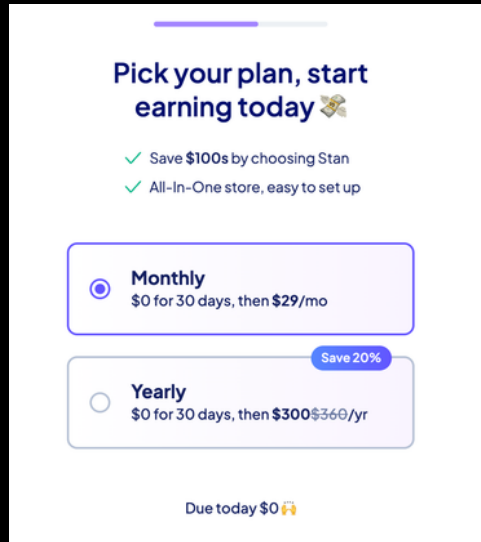 Pick your plan, start
earning today 💸
Save $100s by choosing Stan
All-In-One store, easy to set up
Monthly
$0 for 30 days, then $29/mo
Save 20%
Yearly
$0 for 30 days, then $300$360/yr
Due today $0 🙌